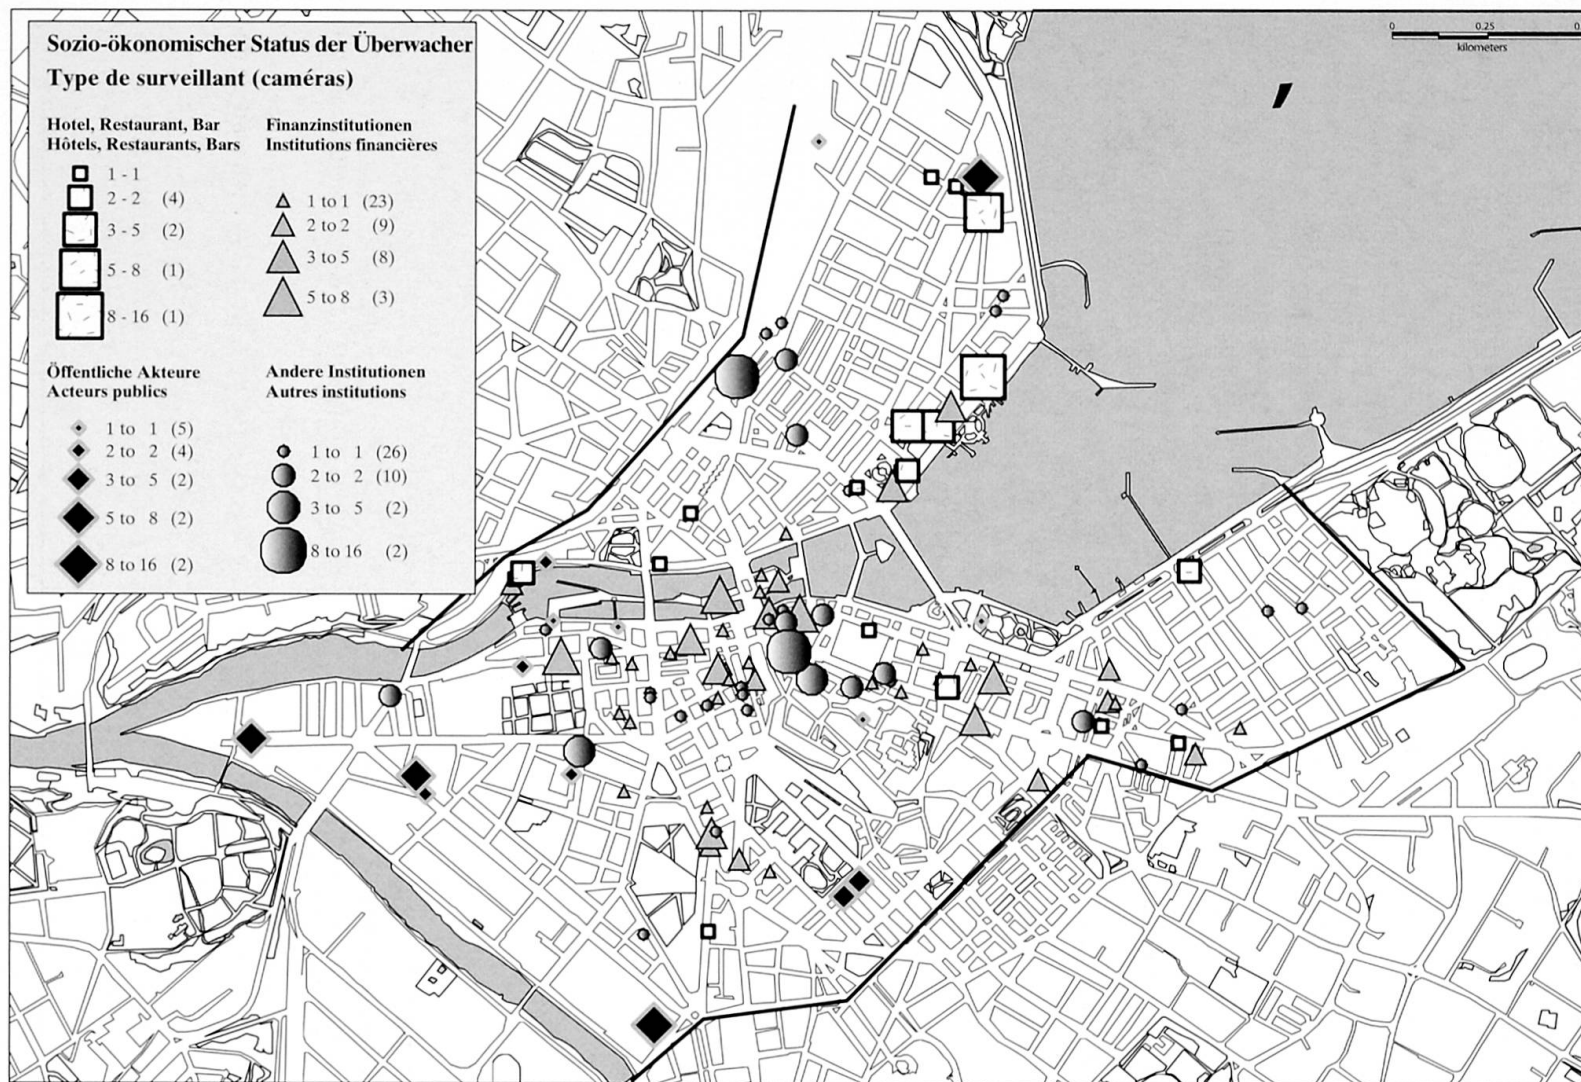 Sozio-ökonomischer Status der Überwacher
Type de surveillant (caméras)
Hotel, Restaurant, Bar
Hôtels, Restaurants, Bars
1 - 1
2 - 2 (4)
3 - 5 (2)
5 - 8 (1)
8 - 16 (1)
Finanzinstitutionen
Institutions financières
1 to 1 (23)
2 to 2 (9)
3 to 5 (8)
5 to 8 (3)
Öffentliche Akteure
Acteurs publics
1 to 1 (5)
2 to 2 (4)
3 to 5 (2)
5 to 8 (2)
8 to 16 (2)
Andere Institutionen
Autres institutions
1 to 1 (26)
2 to 2 (10)
3 to 5 (2)
8 to 16 (2)
0 0.25
kilometers